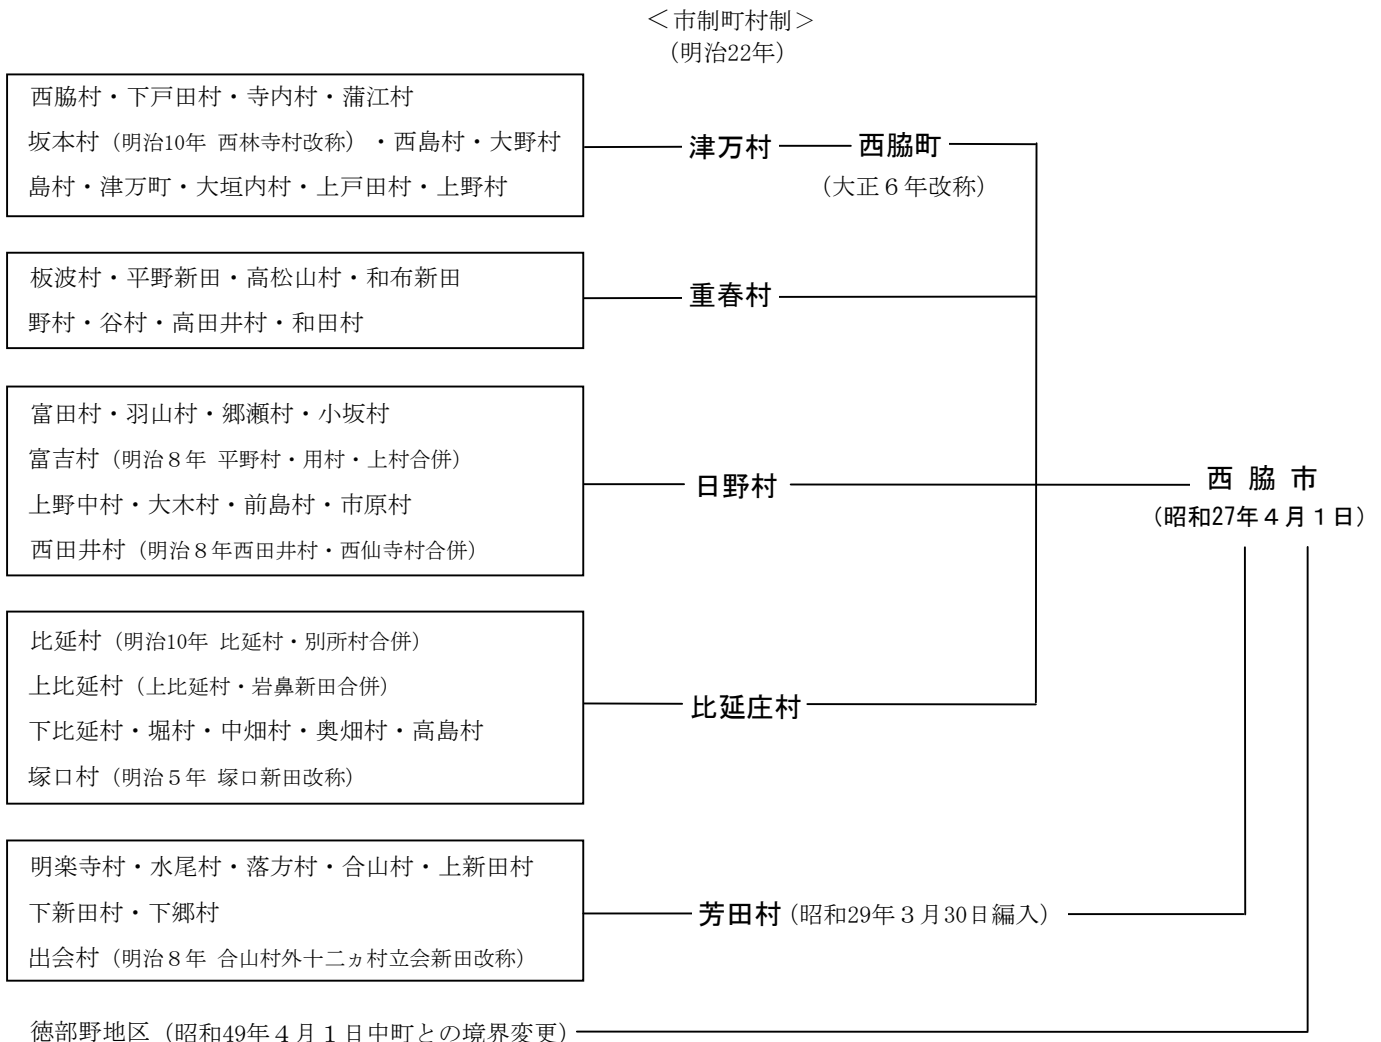 ＜市制町村制＞
（明治22年）
西脇村・下戸田村・寺内村・蒲江村
坂本村（明治10年 西林寺村改称）・西島村・大野村
島村・津万町・大垣内村・上戸田村・上野村
津万村
西脇町
（大正６年改称）
板波村・平野新田・高松山村・和布新田
野村・谷村・高田井村・和田村
重春村
富田村・羽山村・郷瀬村・小坂村
富吉村（明治８年 平野村・用村・上村合併）
上野中村・大木村・前島村・市原村
西田井村（明治８年西田井村・西仙寺村合併）
日野村
西脇市
（昭和27年４月１日）
比延村（明治10年 比延村・別所村合併）
上比延村（上比延村・岩鼻新田合併）
下比延村・堀村・中畑村・奥畑村・高島村
塚口村（明治５年 塚口新田改称）
比延庄村
明楽寺村・水尾村・落方村・合山村・上新田村
下新田村・下郷村
出会村（明治８年 合山村外十二ヵ村立会新田改称）
芳田村（昭和29年３月30日編入）
徳部野地区（昭和49年４月１日中町との境界変更）